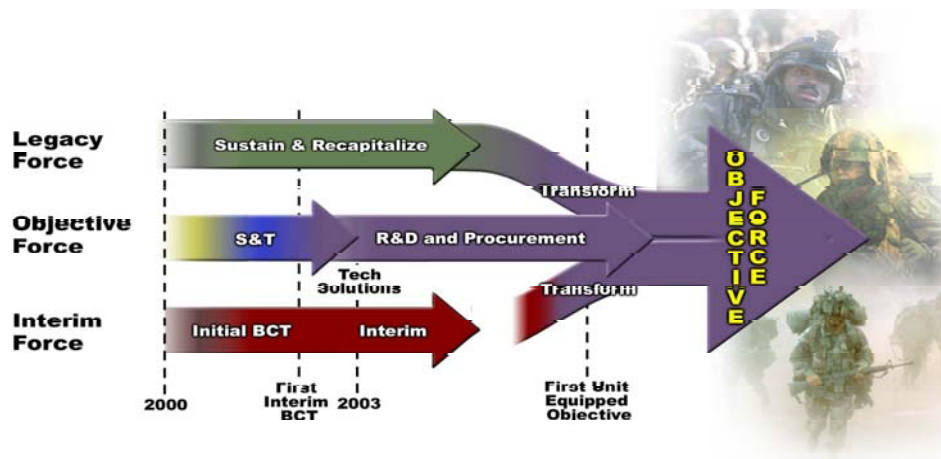 Legacy
Force
Sustain & Recapitalize
Transform
Objective
Force
S&T
R&D and Procurement
Tech
Solutions
Transform
Interim
Force
Initial BCT
Interim
OBJECTIVE
FORCE
2000
First
Interim
BCT
2003
First Unit
Equipped
Objective